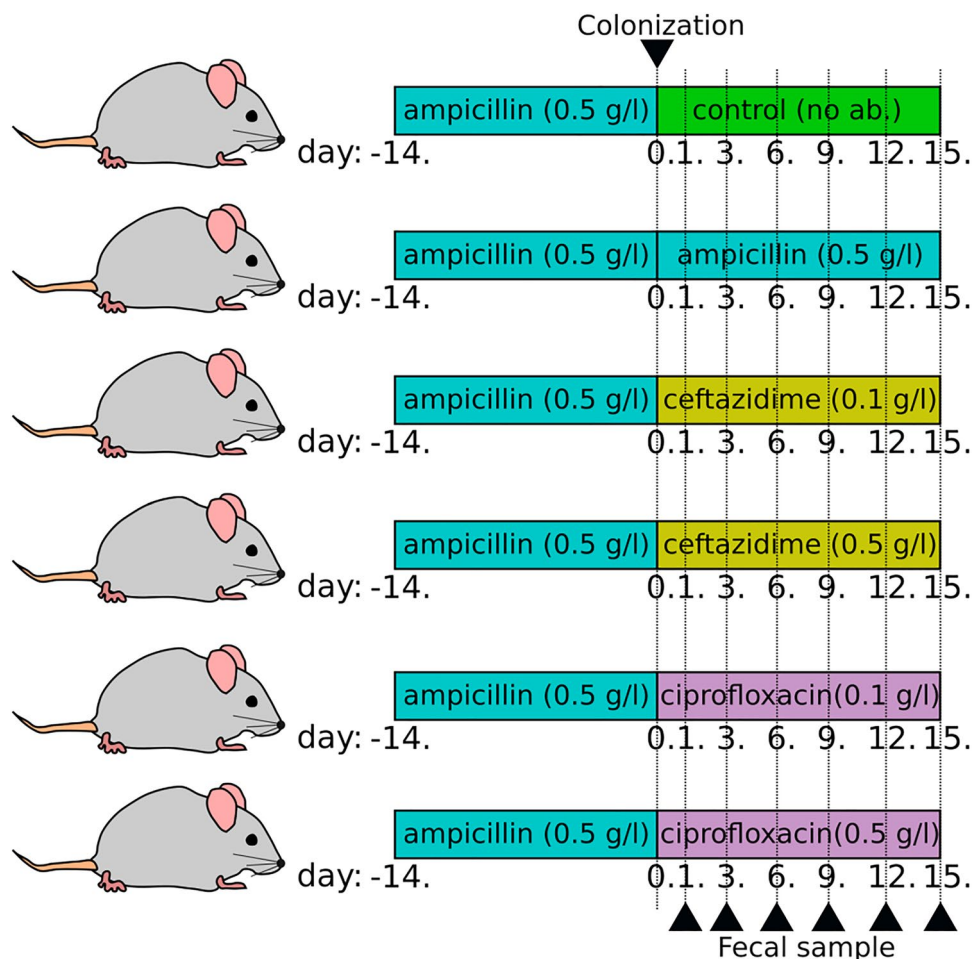 Colonization
ampicillin (0.5 g/l) control (no ab.)
day: -14. 0. 1. 3. 6. 9. 12. 15.
ampicillin (0.5 g/l) ampicillin (0.5 g/l)
day: -14. 0. 1. 3. 6. 9. 12. 15.
ampicillin (0.5 g/l) ceftazidime (0.1 g/l)
day: -14. 0. 1. 3. 6. 9. 12. 15.
ampicillin (0.5 g/l) ceftazidime (0.5 g/l)
day: -14. 0. 1. 3. 6. 9. 12. 15.
ampicillin (0.5 g/l) ciprofloxacin(0.1 g/l)
day: -14. 0. 1. 3. 6. 9. 12. 15.
ampicillin (0.5 g/l) ciprofloxacin(0.5 g/l)
day: -14. 0. 1. 3. 6. 9. 12. 15.
Fecal sample